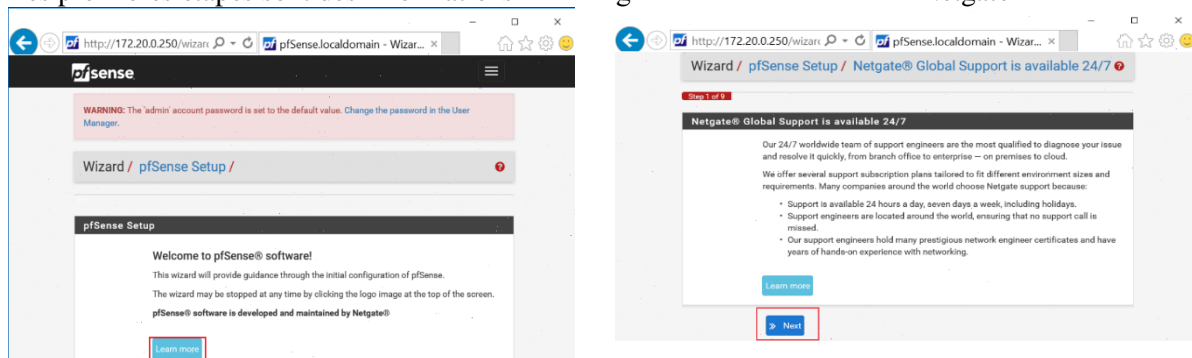 http://172.20.0.250/wizar
pfSense.localdomain - Wizar... ×
pfsense
WARNING: The 'admin' account password is set to the default value. Change the password in the User
Manager.
Wizard / pfSense Setup /
pfSense Setup
Welcome to pfSense® software!
This wizard will provide guidance through the initial configuration of pfSense.
The wizard may be stopped at any time by clicking the logo image at the top of the screen.
pfSense® software is developed and maintained by Netgate®
Learn more
http://172.20.0.250/wizar
pfSense.localdomain - Wizar... ×
Wizard / pfSense Setup / Netgate® Global Support is available 24/7
Step 1 of 9
Netgate® Global Support is available 24/7
Our 24/7 worldwide team of support engineers are the most qualified to diagnose your issue
and resolve it quickly, from branch office to enterprise — on premises to cloud.
We offer several support subscription plans tailored to fit different environment sizes and
requirements. Many companies around the world choose Netgate support because:
• Support is available 24 hours a day, seven days a week, including holidays.
• Support engineers are located around the world, ensuring that no support call is
missed.
• Our support engineers hold many prestigious network engineer certificates and have
years of hands-on experience with networking.
Learn more
» Next